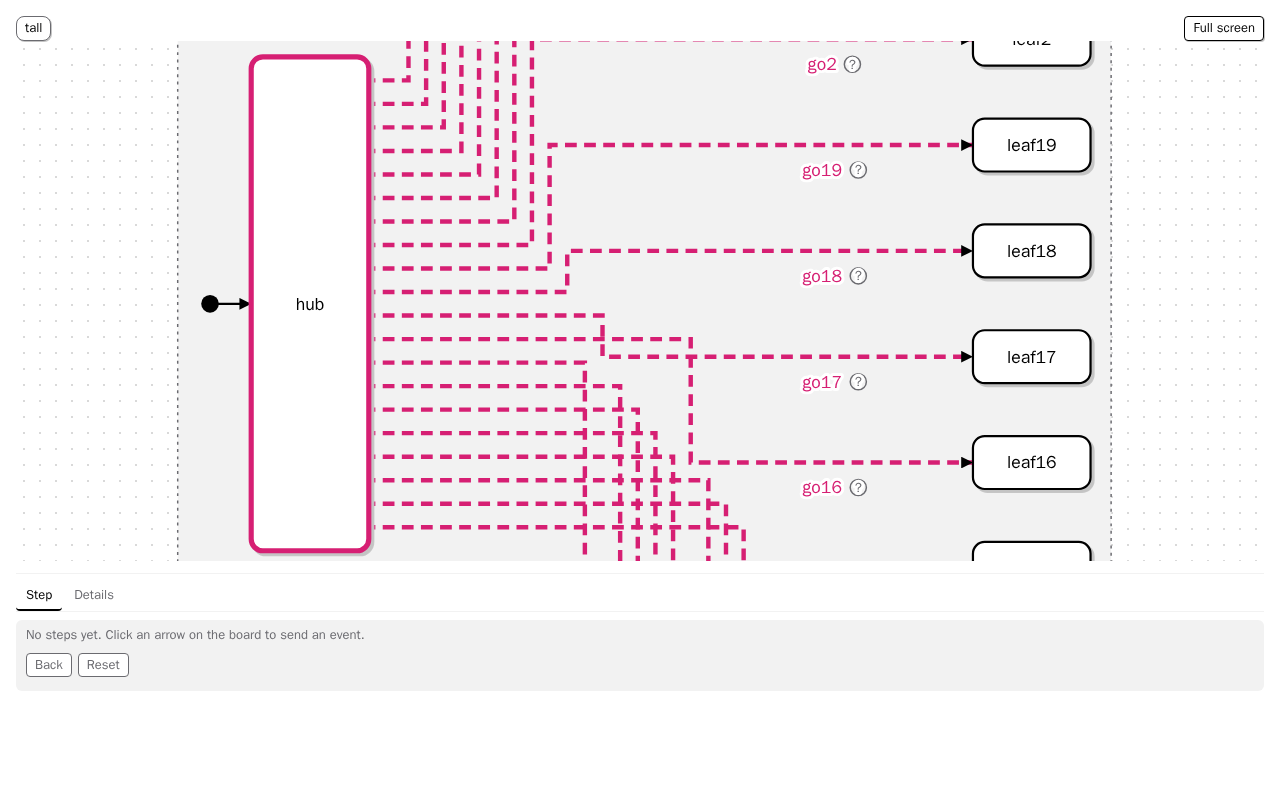 tall
Full screen
leaf2
go2 ?
leaf19
go19 ?
leaf18
go18 ?
hub
leaf17
go17 ?
leaf16
go16 ?
Step Details
No steps yet. Click an arrow on the board to send an event.
Back Reset